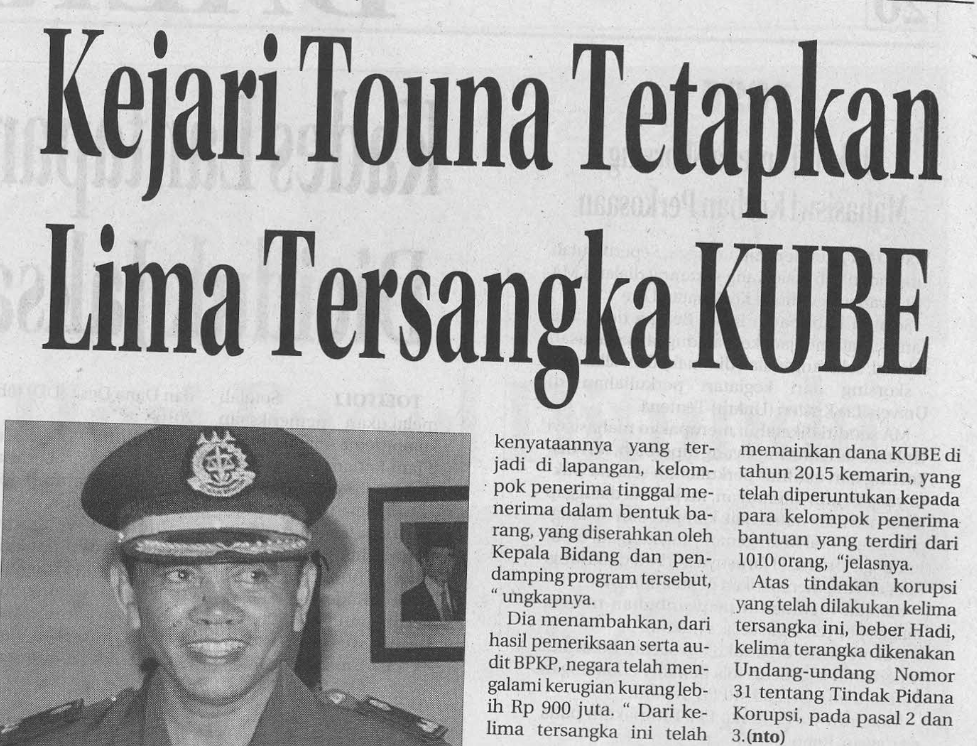 Kejari Touna Tetapkan
Lima Tersangka KUBE
kenyataannya yang ter-
jadi di lapangan, kelom-
pok penerima tinggal me-
nerima dalam bentuk ba-
rang, yang diserahkan oleh
Kepala Bidang dan pen-
damping program tersebut,
“ ungkapnya.
Dia menambahkan, dari
hasil pemeriksaan serta au-
dit BPKP, negara telah men-
galami kerugian kurang leb-
ih Rp 900 juta. “ Dari ke-
lima tersangka ini telah
memainkan dana KUBE di
tahun 2015 kemarin, yang
telah diperuntukan kepada
para kelompok penerima
bantuan yang terdiri dari
1010 orang, “jelasnya.
Atas tindakan korupsi
yang telah dilakukan kelima
tersangka ini, beber Hadi,
kelima terangka dikenakan
Undang-undang Nomor
31 tentang Tindak Pidana
Korupsi, pada pasal 2 dan
3.(nto)